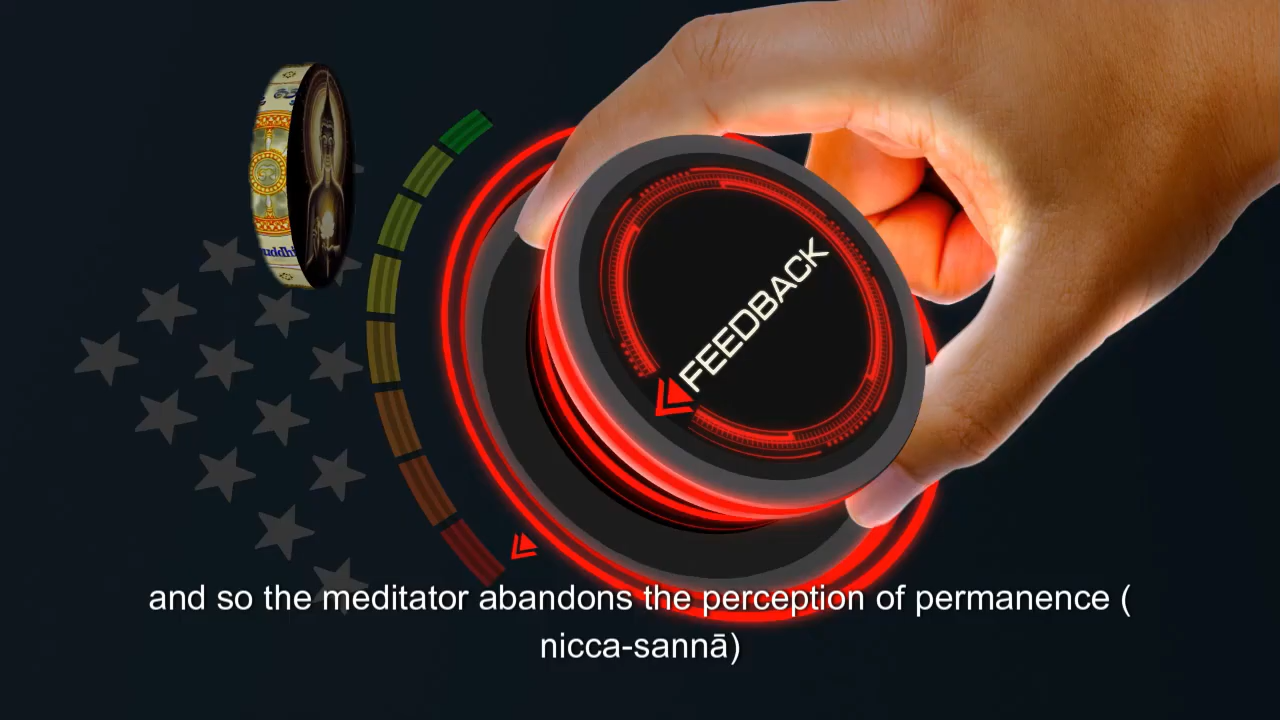 FEEDBACK
and so the meditator abandons the perception of permanence (
nicca-sannā)